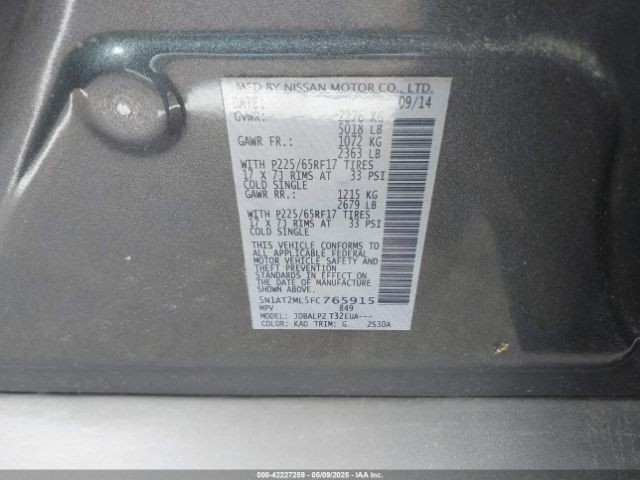 MFD BY NISSAN MOTOR CO., LTD.
DATE: 09/14
GVWR: 2276 KG
5018 LB
GAWR FR.: 1072 KG
2363 LB
WITH P225/65RF17 TIRES
17 X 7J RIMS AT 33 PSI
COLD SINGLE
GAWR RR.: 1215 KG
2679 LB
WITH P225/65RF17 TIRES
17 X 7J RIMS AT 33 PSI
COLD SINGLE
THIS VEHICLE CONFORMS TO
ALL APPLICABLE FEDERAL
MOTOR VEHICLE SAFETY AND
THEFT PREVENTION
STANDARDS IN EFFECT ON
THE DATE OF MANUFACTURE
SHOWN ABOVE.
5N1AT2ML5FC765915
MPV 849
MODEL: JDBALPZ T32EUA---
COLOR: KAD TRIM: G ZS30A
000-42227259 - 05/09/2025 - IAAI.com